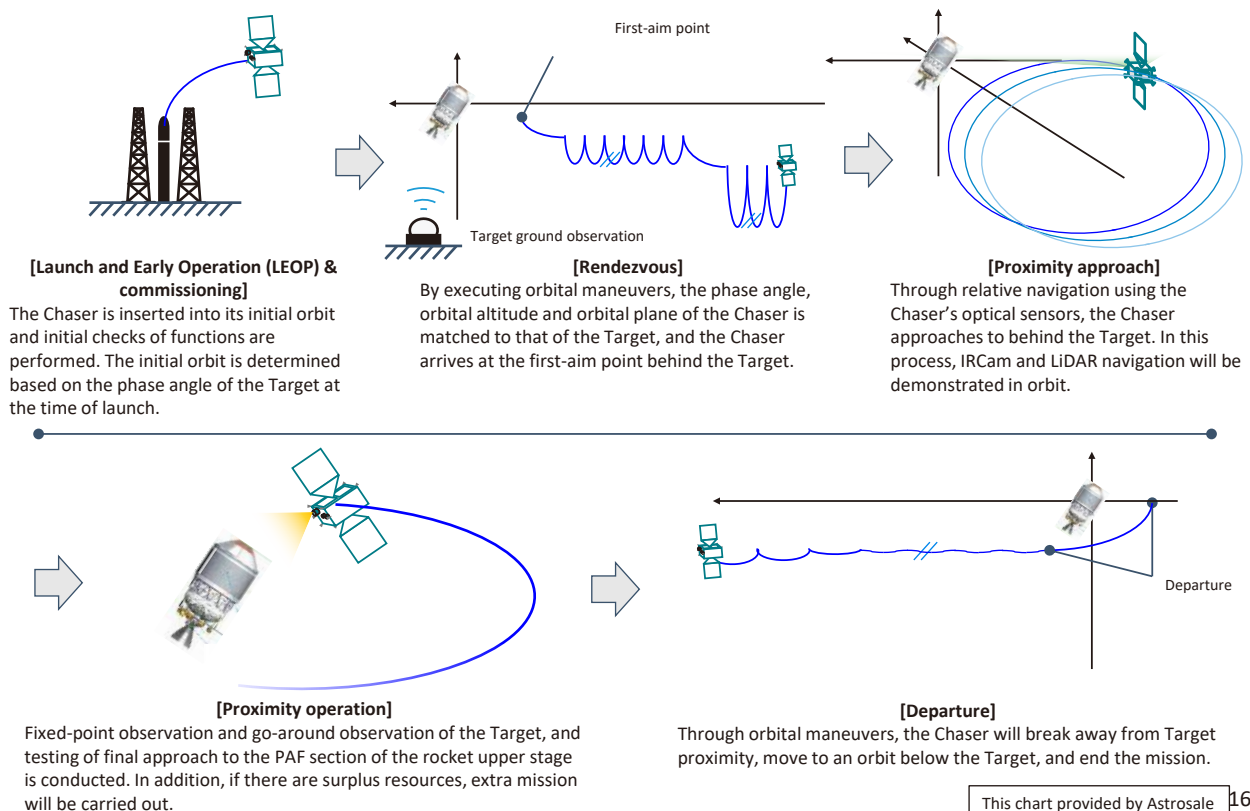 First-aim point
Target ground observation
[Launch and Early Operation (LEOP) &
commissioning]
The Chaser is inserted into its initial orbit
and initial checks of functions are
performed. The initial orbit is determined
based on the phase angle of the Target at
the time of launch.
[Rendezvous]
By executing orbital maneuvers, the phase angle,
orbital altitude and orbital plane of the Chaser is
matched to that of the Target, and the Chaser
arrives at the first-aim point behind the Target.
[Proximity approach]
Through relative navigation using the
Chaser's optical sensors, the Chaser
approaches to behind the Target. In this
process, IRCam and LiDAR navigation will be
demonstrated in orbit.
Departure
[Proximity operation]
Fixed-point observation and go-around observation of the Target, and
testing of final approach to the PAF section of the rocket upper stage
is conducted. In addition, if there are surplus resources, extra mission
will be carried out.
[Departure]
Through orbital maneuvers, the Chaser will break away from Target
proximity, move to an orbit below the Target, and end the mission.
This chart provided by Astrosale
16